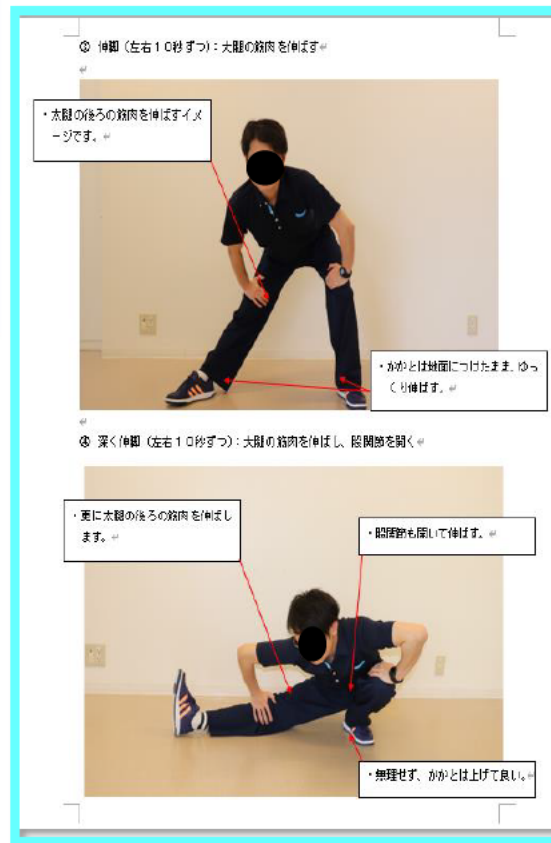 ③ 伸脚（左右１０秒ずつ）：大腿の筋肉を伸ばす
・太腿の後ろの筋肉を伸ばすイメ
ージです。
・かかとは地面につけたまま、ゆっ
くり伸ばす。
④ 深く伸脚（左右１０秒ずつ）：大腿の筋肉を伸ばし、股関節を開く
・更に太腿の後ろの筋肉を伸ばし
ます。
・股関節も開いて伸ばす。
・無理せず、かかとは上げて良い。